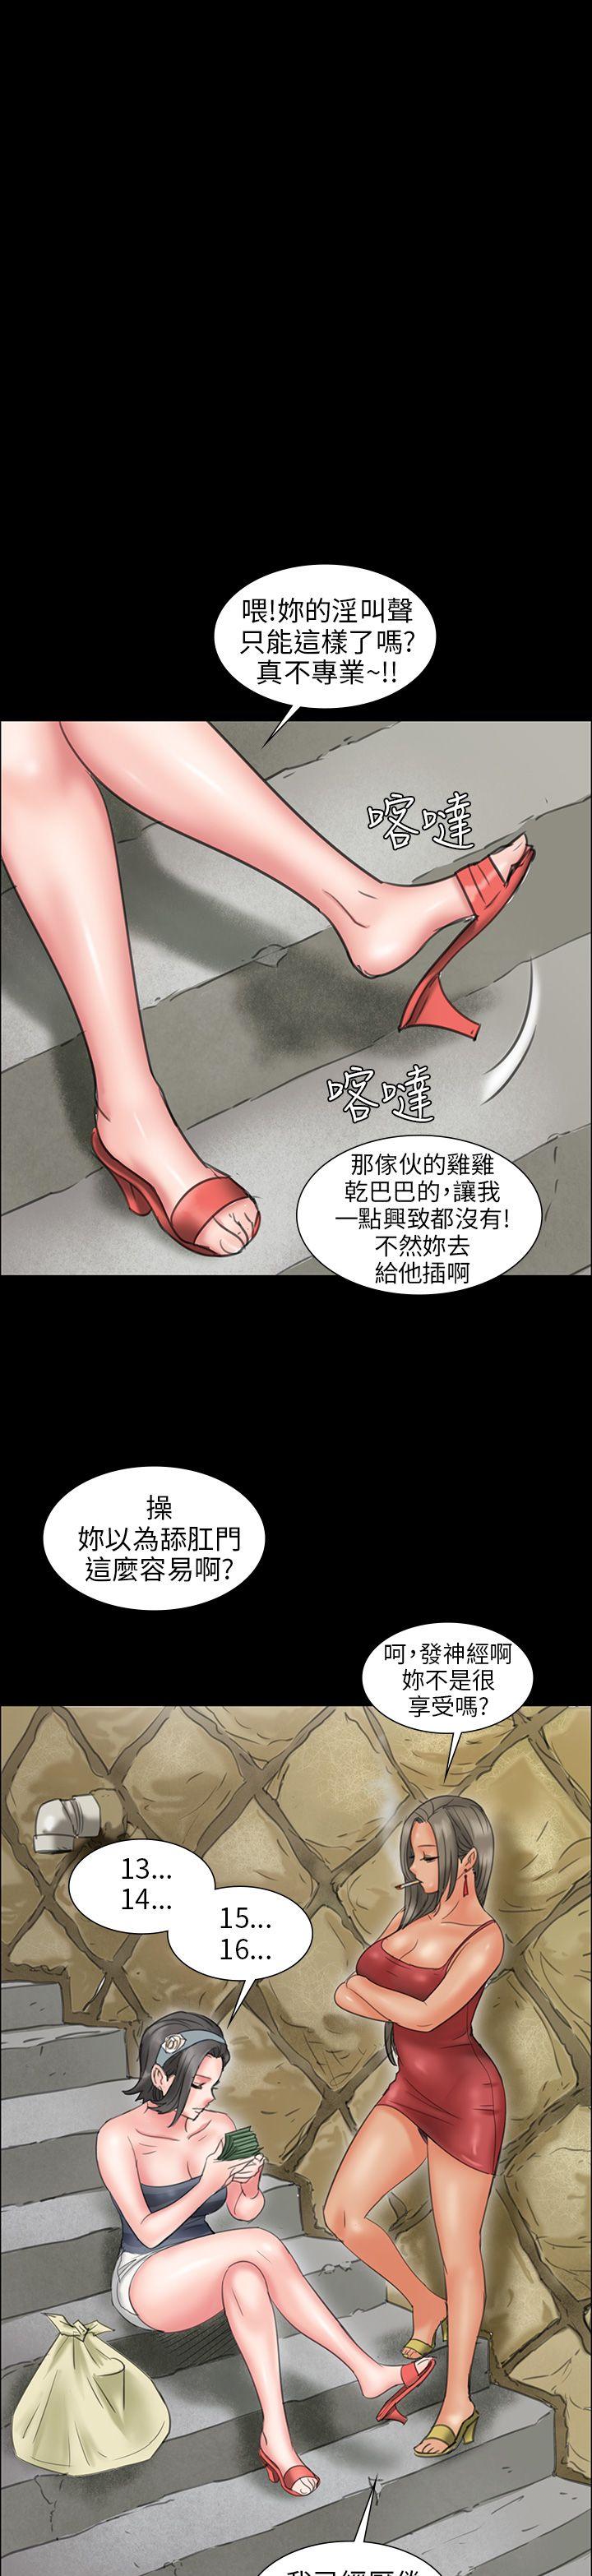 喂!妳的淫叫聲
只能這樣了嗎?
真不專業~!!
喀噠
喀噠
那傢伙的雞雞
乾巴巴的,讓我
一點興致都沒有!
不然妳去
給他插啊
操
妳以為舔肛門
這麼容易啊?
呵,發神經啊
妳不是很
享受嗎?
13...
14...
15...
16...